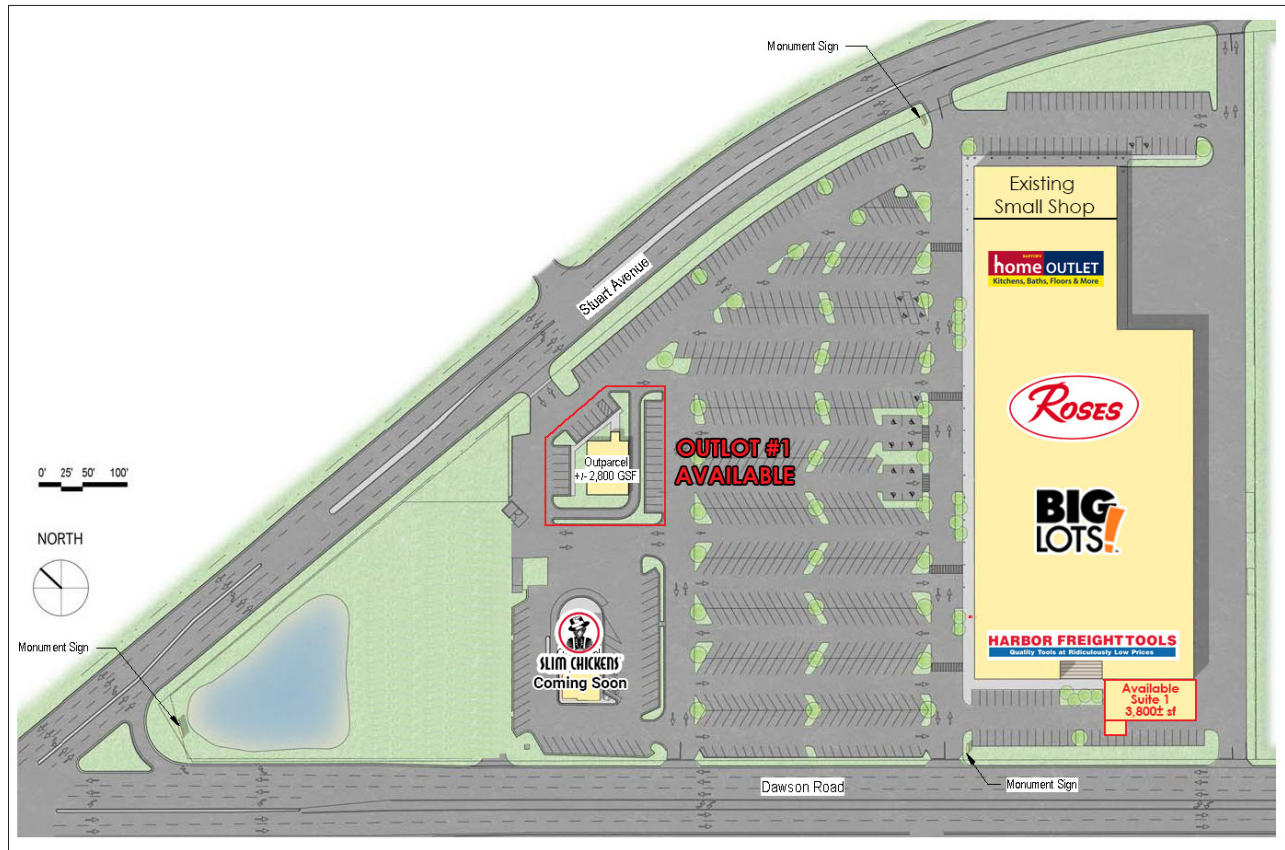 Monument Sign
Existing
Small Shop
BARTON'S
home OUTLET
Kitchens, Baths, Floors & More
Stuart Avenue
ROSES
OUTLOT #1
AVAILABLE
Outparcel
+/- 2,800 GSF
0' 25' 50' 100'
BIG
LOTS!
NORTH
HARBOR FREIGHT TOOLS
Quality Tools at Ridiculously Low Prices
Monument Sign
SLIM CHICKENS
Coming Soon
Available
Suite 1
3,800± sf
Dawson Road
Monument Sign